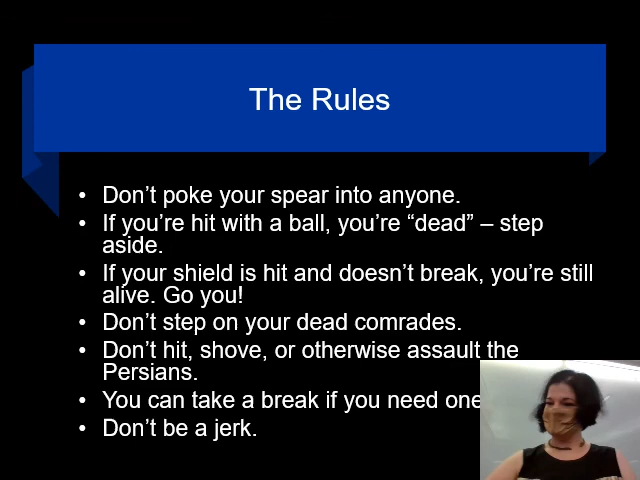 The Rules
• Don't poke your spear into anyone.
• If you're hit with a ball, you're “dead” – step
aside.
• If your shield is hit and doesn't break, you're still
alive. Go you!
• Don't step on your dead comrades.
• Don't hit, shove, or otherwise assault the
Persians.
• You can take a break if you need one
• Don't be a jerk.